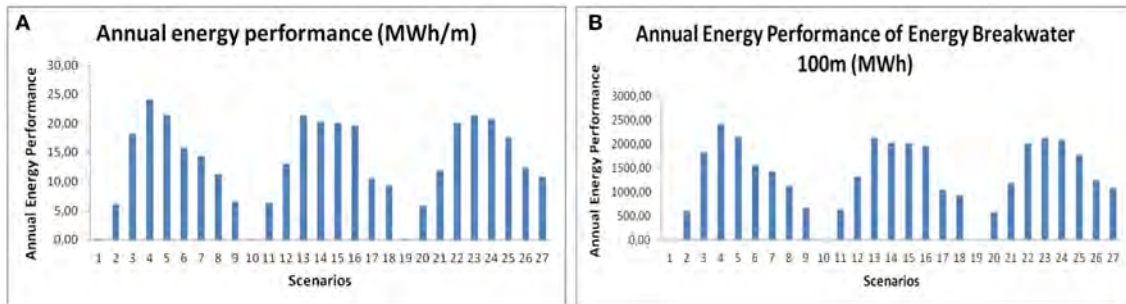 A
Annual energy performance (MWh/m)
Annual Energy Performance
30,00
25,00
20,00
15,00
10,00
5,00
0,00
1 2 3 4 5 6 7 8 9 10 11 12 13 14 15 16 17 18 19 20 21 22 23 24 25 26 27
Scenarios
B
Annual Energy Performance of Energy Breakwater
100m (MWh)
Annual Energy Performance
3000,00
2500,00
2000,00
1500,00
1000,00
500,00
0,00
1 2 3 4 5 6 7 8 9 10 11 12 13 14 15 16 17 18 19 20 21 22 23 24 25 26 27
Scenarios